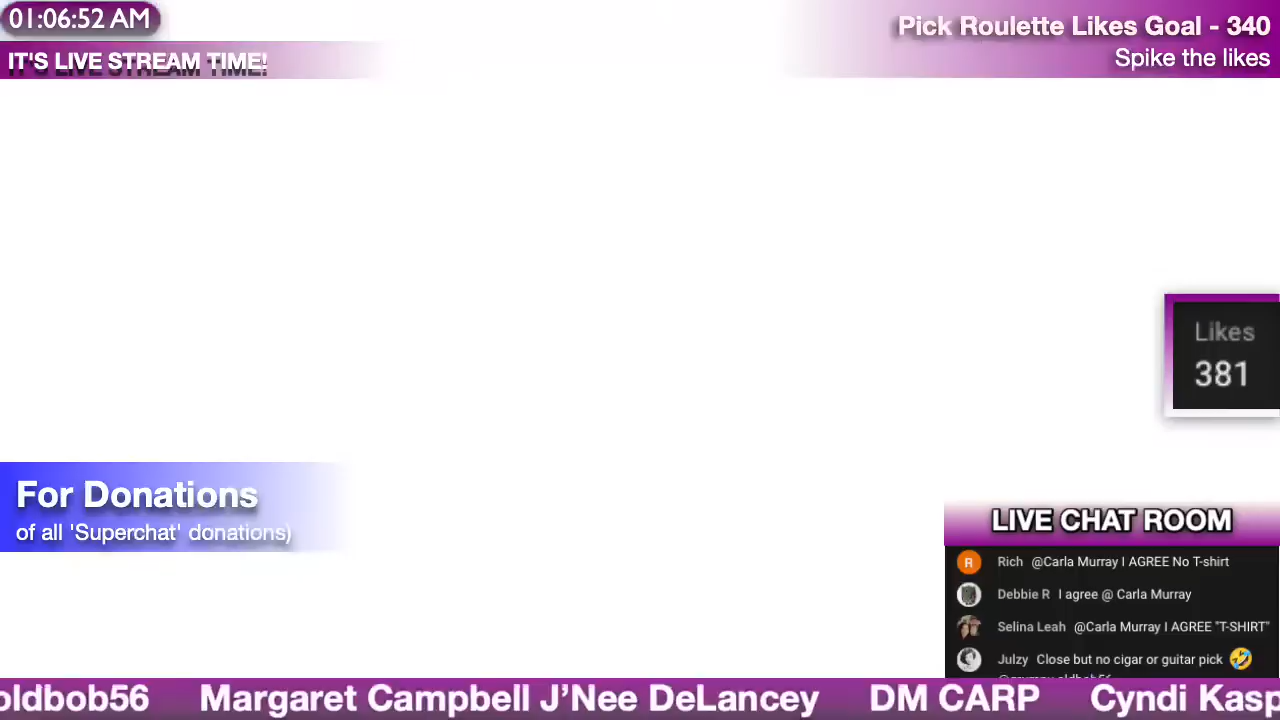 01:06:52 AM
IT'S LIVE STREAM TIME!
Pick Roulette Likes Goal - 340
Spike the likes
Likes
381
For Donations
of all 'Superchat' donations)
LIVE CHAT ROOM
R Rich @Carla Murray I AGREE No T-shirt
Debbie R I agree @ Carla Murray
Selina Leah @Carla Murray I AGREE "T-SHIRT"
Julzy Close but no cigar or guitar pick 🤣
oldbob56 Margaret Campbell J’Nee DeLancey DM CARP Cyndi Kasp